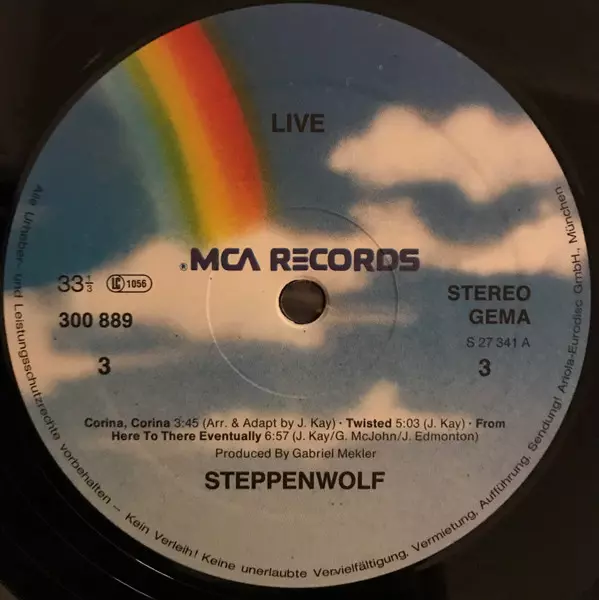 LIVE
® MCA RECORDS
33 1/3 LC 1056
300 889
3
STEREO
GEMA
S 27 341 A
3
Corina, Corina 3:45 (Arr. & Adapt by J. Kay) · Twisted 5:03 (J. Kay) · From
Here To There Eventually 6:57 (J. Kay/G. McJohn/J. Edmonton)
Produced By Gabriel Mekler
STEPPENWOLF
Alle Urheber- und Leistungsschutzrechte vorbehalten – Kein Verleih! Keine unerlaubte Vervielfältigung, Vermietung, Aufführung, Sendung! Ariola-Eurodisc GmbH., München